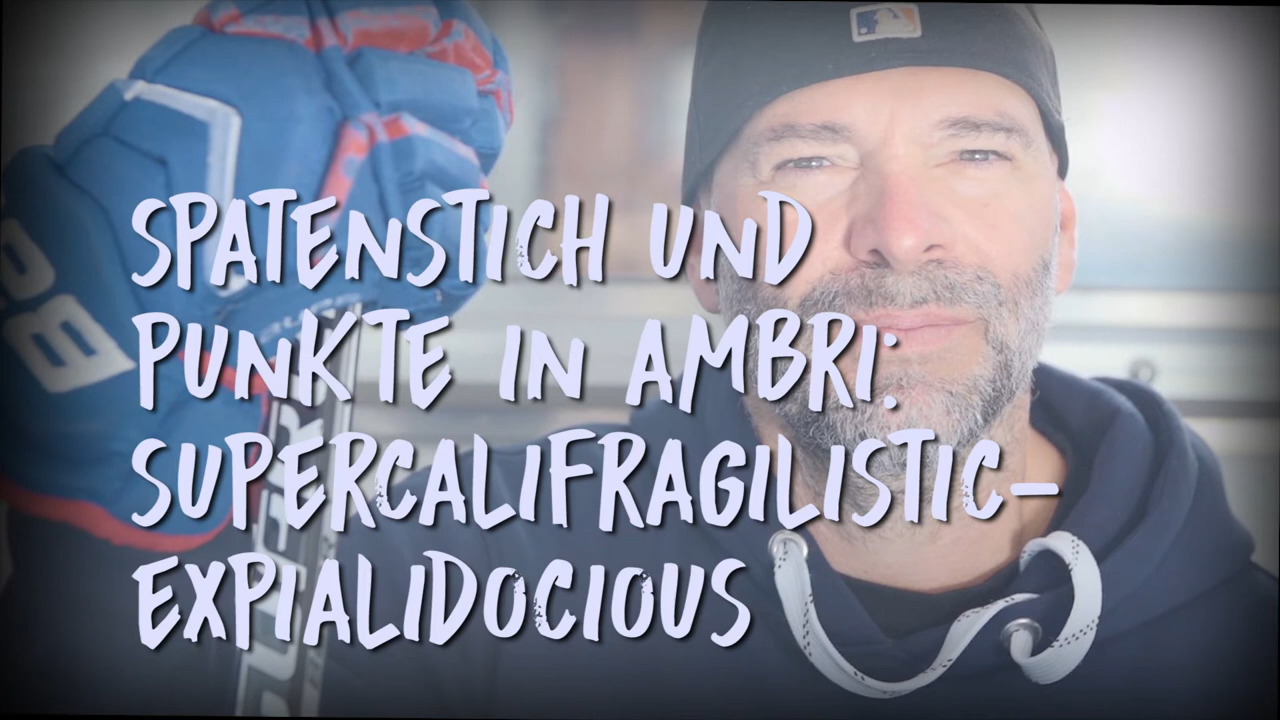 SPATENSTICH UND
PUNKTE IN AMBRI:
SUPERCALIFRAGILISTIC-
EXPIALIDOCIOUS